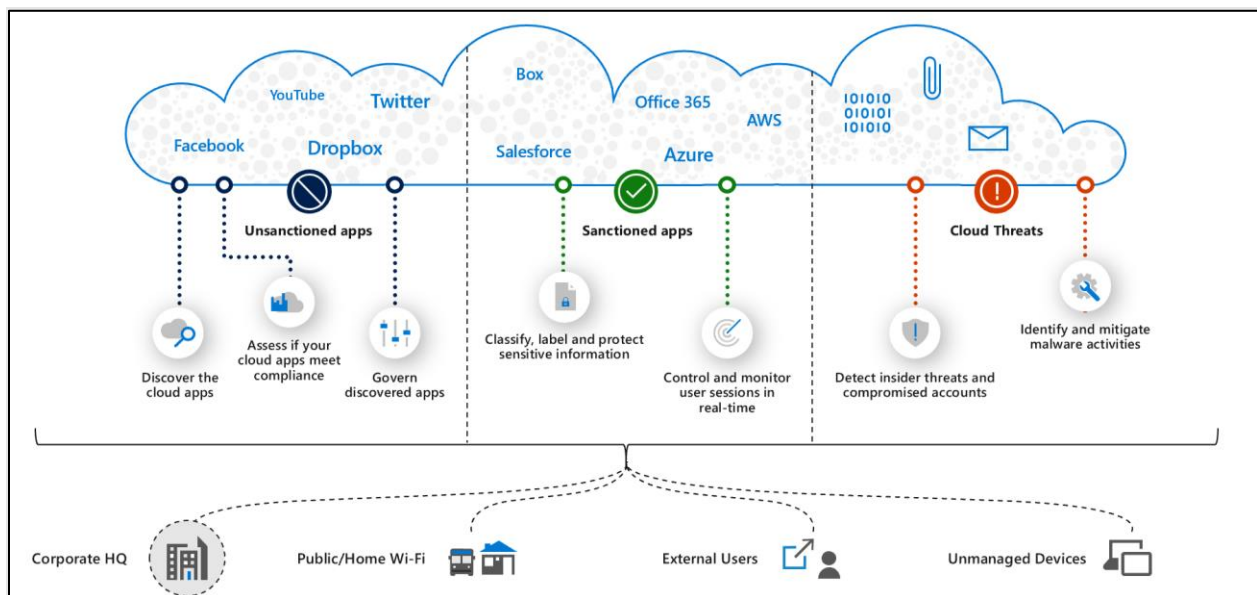 Box
YouTube
Twitter
Office 365
AWS
101010
010101
101010
Facebook
Dropbox
Salesforce
Azure
Unsanctioned apps
Sanctioned apps
Cloud Threats
Discover the
cloud apps
Assess if your
cloud apps meet
compliance
Govern
discovered apps
Classify, label and protect
sensitive information
Control and monitor
user sessions in
real-time
Detect insider threats and
compromised accounts
Identify and mitigate
malware activities
Corporate HQ
Public/Home Wi-Fi
External Users
Unmanaged Devices